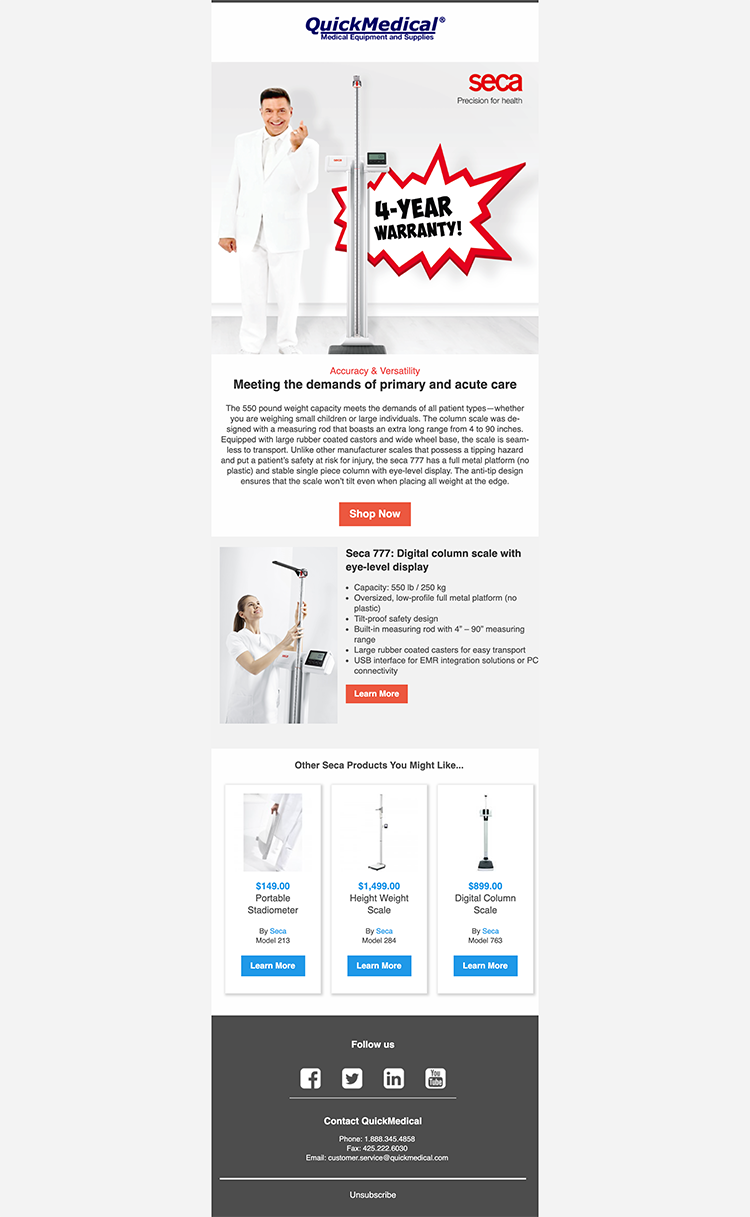 QuickMedical®
Medical Equipment and Supplies
seca
Precision for health
seca
4-YEAR
WARRANTY!
Accuracy & Versatility
Meeting the demands of primary and acute care
The 550 pound weight capacity meets the demands of all patient types—whether
you are weighing small children or large individuals. The column scale was de-
signed with a measuring rod that boasts an extra long range from 4 to 90 inches.
Equipped with large rubber coated castors and wide wheel base, the scale is seam-
less to transport. Unlike other manufacturer scales that possess a tipping hazard
and put a patient's safety at risk for injury, the seca 777 has a full metal platform (no
plastic) and stable single piece column with eye-level display. The anti-tip design
ensures that the scale won't tilt even when placing all weight at the edge.
Shop Now
seca
Seca 777: Digital column scale with
eye-level display
• Capacity: 550 lb / 250 kg
• Oversized, low-profile full metal platform (no
plastic)
• Tilt-proof safety design
• Built-in measuring rod with 4” – 90” measuring
range
• Large rubber coated casters for easy transport
• USB interface for EMR integration solutions or PC
connectivity
Learn More
Other Seca Products You Might Like...
$149.00
Portable
Stadiometer
By Seca
Model 213
Learn More
$1,499.00
Height Weight
Scale
By Seca
Model 284
Learn More
$899.00
Digital Column
Scale
By Seca
Model 763
Learn More
Follow us
You
Tube
Contact QuickMedical
Phone: 1.888.345.4858
Fax: 425.222.6030
Email: customer.service@quickmedical.com
Unsubscribe